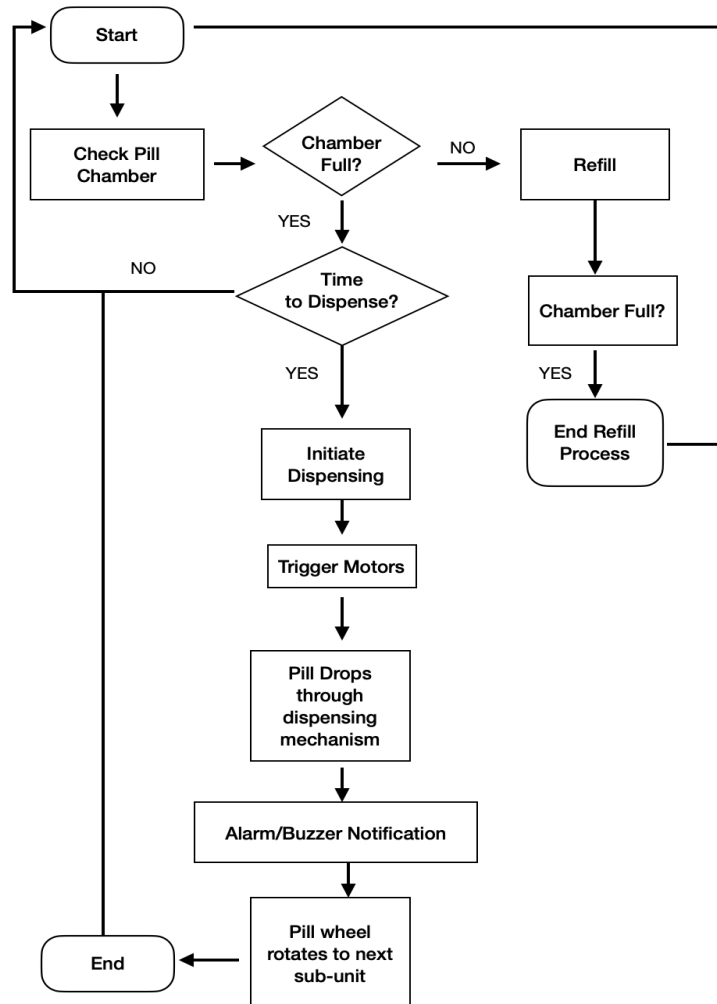 Start
Check Pill
Chamber
Chamber
Full?
NO
Refill
YES
NO
Time
to Dispense?
Chamber Full?
YES
YES
End Refill
Process
Initiate
Dispensing
Trigger Motors
Pill Drops
through
dispensing
mechanism
Alarm/Buzzer Notification
Pill wheel
rotates to next
sub-unit
End